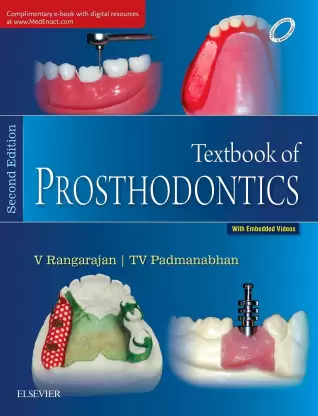 Complimentary e-book with digital resources
at www.MedEnact.com
Second Edition
Textbook of
PROSTHODONTICS
With Embedded Videos
V Rangarajan | TV Padmanabhan
ELSEVIER